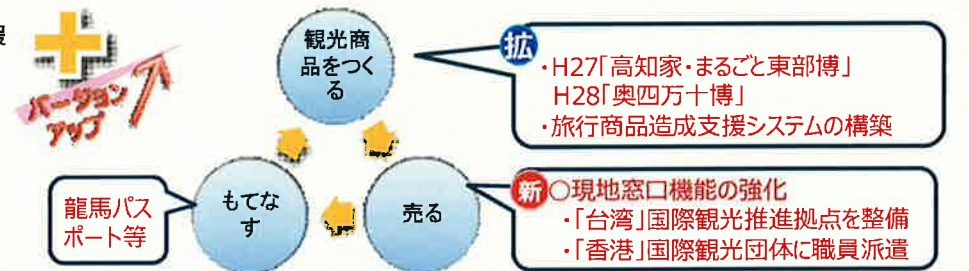 援
バージョン
アップ
観光商
品をつく
る
拡
・H27「高知家・まるごと東部博」
H28「奥四万十博」
・旅行商品造成支援システムの構築
龍馬パス
ポート等
もてな
す
売る
新 ○現地窓口機能の強化
・「台湾」国際観光推進拠点を整備
・「香港」国際観光団体に職員派遣